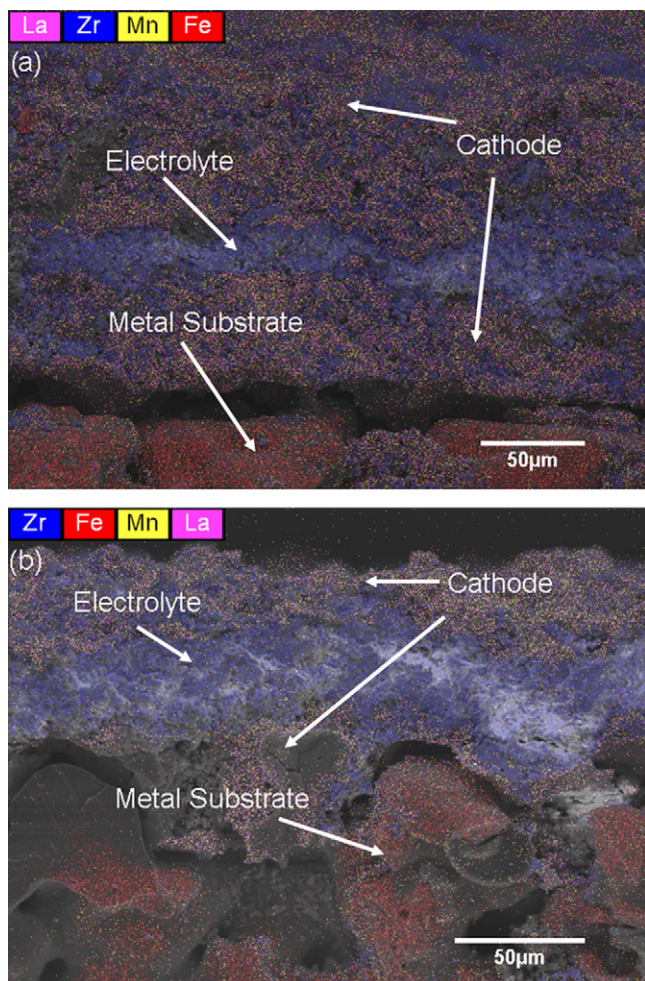 La Zr Mn Fe
(a)
Cathode
Electrolyte
Metal Substrate
50µm
Zr Fe Mn La
(b)
Cathode
Electrolyte
Metal Substrate
50µm